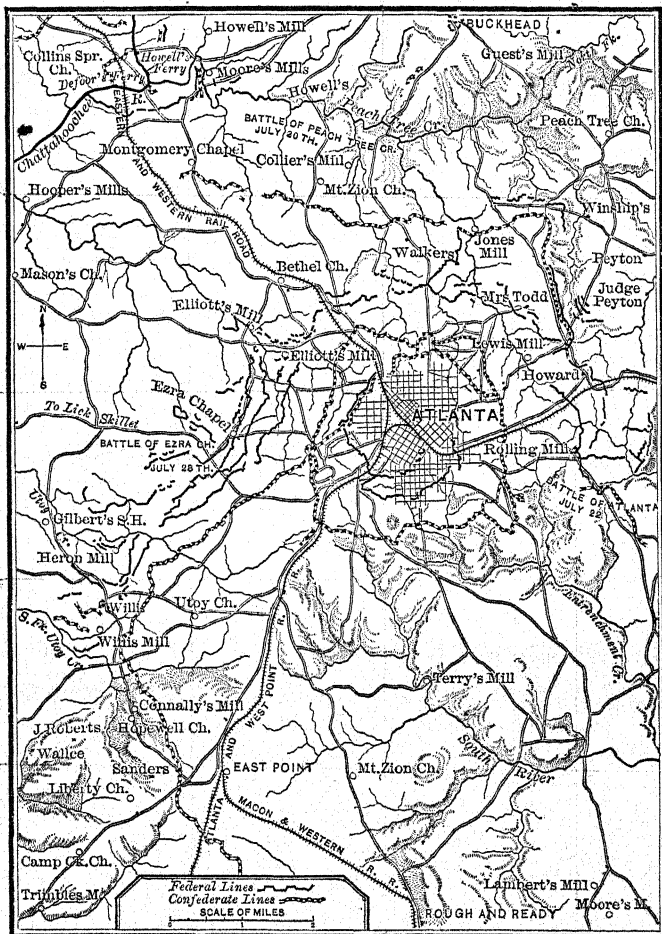 Howell's Mill
BUCKHEAD
Collins Spr.
Ch.
Howell's
Ferry
Guest's Mill
Moore's Mills
Howell's
R.
Peach Tree Cr.
BATTLE OF PEACH TREE CR.
JULY 20 TH.
Peach Tree Ch.
Chattahoochee
Montgomery Chapel
Collier's Mill
Hooper's Mills
Mt. Zion Ch.
AND WESTERN RAIL ROAD
Winship's
Walkers
Jones
Mill
Peyton
Mason's Ch.
Bethel Ch.
Judge
Peyton
Mrs Todd
Elliott's Mill
N
W
E
S
Elliott's Mill
Lewis Mill
Howard
Ezra Chapel
To Lick Skillet
ATLANTA
BATTLE OF EZRA CH.
JULY 28 TH.
Rolling Mill
BATTLE OF ATLANTA
JULY 22.
Utoy
Gilbert's S.H.
Heron Mill
Willis
Utoy Ch.
S. Fk. Utoy Cr.
Willis Mill
Terry's Mill
Connally's Mill
J. Roberts
Hopewell Ch.
Wallce
Sanders
Liberty Ch.
EAST POINT
Mt. Zion Ch.
South River
ATLANTA AND WEST POINT R.
MACON & WESTERN R. R.
Camp Ck. Ch.
Trimbles M.
Federal Lines
Confederate Lines
SCALE OF MILES
Lambert's Mill
ROUGH AND READY
Moore's M.